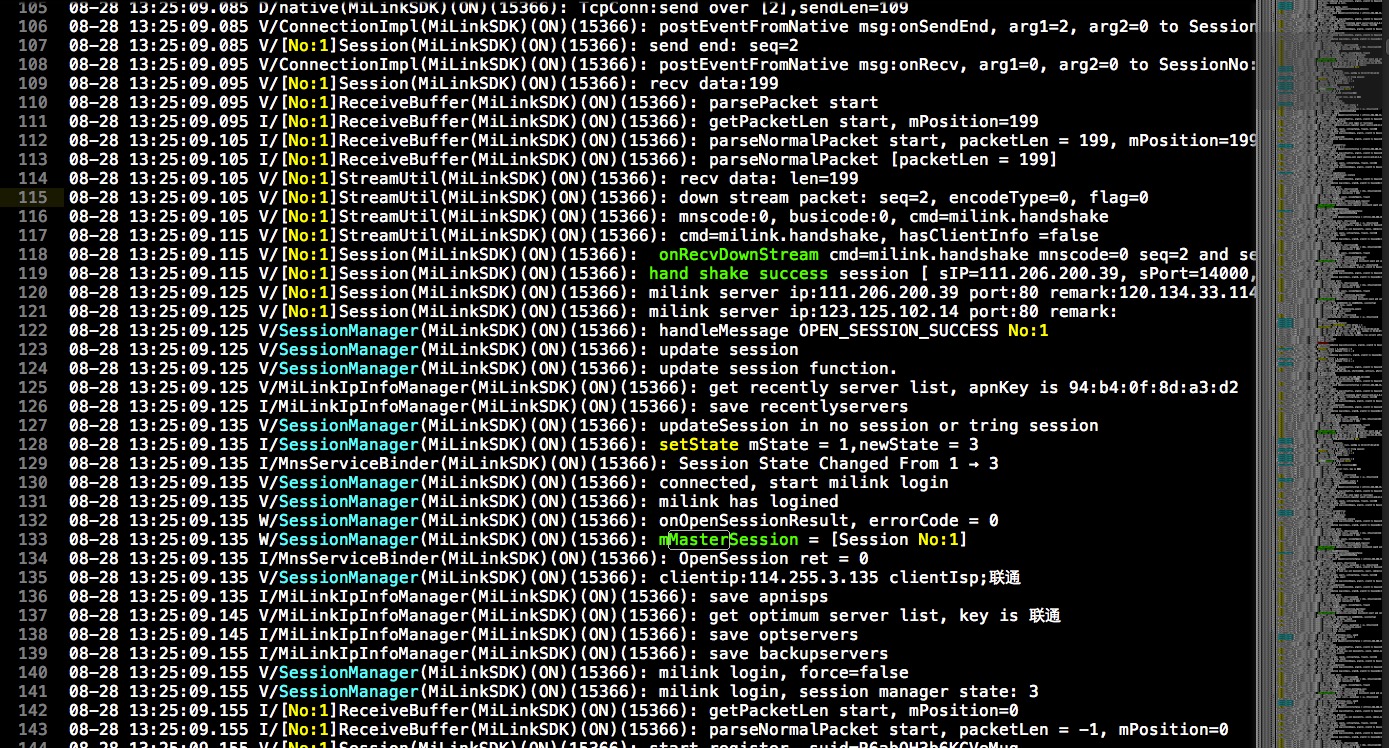 105 08-28 13:25:09.085 D/native(MiLinkSDK)(ON)(15366): TcpConn:send over [2],sendLen=109
106 08-28 13:25:09.085 V/ConnectionImpl(MiLinkSDK)(ON)(15366): postEventFromNative msg:onSendEnd, arg1=2, arg2=0 to Session
107 08-28 13:25:09.085 V/[No:1]Session(MiLinkSDK)(ON)(15366): send end: seq=2
108 08-28 13:25:09.085 V/ConnectionImpl(MiLinkSDK)(ON)(15366): postEventFromNative msg:onRecv, arg1=0, arg2=0 to SessionNo:
109 08-28 13:25:09.095 V/[No:1]Session(MiLinkSDK)(ON)(15366): recv data:199
110 08-28 13:25:09.095 V/[No:1]ReceiveBuffer(MiLinkSDK)(ON)(15366): parsePacket start
111 08-28 13:25:09.095 I/[No:1]ReceiveBuffer(MiLinkSDK)(ON)(15366): getPacketLen start, mPosition=199
112 08-28 13:25:09.105 I/[No:1]ReceiveBuffer(MiLinkSDK)(ON)(15366): parseNormalPacket start, packetLen = 199, mPosition=199
113 08-28 13:25:09.105 I/[No:1]ReceiveBuffer(MiLinkSDK)(ON)(15366): parseNormalPacket [packetLen = 199]
114 08-28 13:25:09.105 V/[No:1]StreamUtil(MiLinkSDK)(ON)(15366): recv data: len=199
115 08-28 13:25:09.105 V/[No:1]StreamUtil(MiLinkSDK)(ON)(15366): down stream packet: seq=2, encodeType=0, flag=0
116 08-28 13:25:09.105 V/[No:1]StreamUtil(MiLinkSDK)(ON)(15366): mnscode:0, busicode:0, cmd=milink.handshake
117 08-28 13:25:09.115 V/[No:1]StreamUtil(MiLinkSDK)(ON)(15366): cmd=milink.handshake, hasClientInfo =false
118 08-28 13:25:09.115 V/[No:1]Session(MiLinkSDK)(ON)(15366): onRecvDownStream cmd=milink.handshake mnscode=0 seq=2 and se
119 08-28 13:25:09.115 V/[No:1]Session(MiLinkSDK)(ON)(15366): hand shake success session [ sIP=111.206.200.39, sPort=14000,
120 08-28 13:25:09.125 V/[No:1]Session(MiLinkSDK)(ON)(15366): milink server ip:111.206.200.39 port:80 remark:120.134.33.114
121 08-28 13:25:09.125 V/[No:1]Session(MiLinkSDK)(ON)(15366): milink server ip:123.125.102.14 port:80 remark:
122 08-28 13:25:09.125 V/SessionManager(MiLinkSDK)(ON)(15366): handleMessage OPEN_SESSION_SUCCESS No:1
123 08-28 13:25:09.125 V/SessionManager(MiLinkSDK)(ON)(15366): update session
124 08-28 13:25:09.125 V/SessionManager(MiLinkSDK)(ON)(15366): update session function.
125 08-28 13:25:09.125 V/MiLinkIpInfoManager(MiLinkSDK)(ON)(15366): get recently server list, apnKey is 94:b4:0f:8d:a3:d2
126 08-28 13:25:09.125 I/MiLinkIpInfoManager(MiLinkSDK)(ON)(15366): save recentlyservers
127 08-28 13:25:09.135 V/SessionManager(MiLinkSDK)(ON)(15366): updateSession in no session or tring session
128 08-28 13:25:09.135 I/SessionManager(MiLinkSDK)(ON)(15366): setState mState = 1,newState = 3
129 08-28 13:25:09.135 I/MnsServiceBinder(MiLinkSDK)(ON)(15366): Session State Changed From 1 → 3
130 08-28 13:25:09.135 V/SessionManager(MiLinkSDK)(ON)(15366): connected, start milink login
131 08-28 13:25:09.135 V/SessionManager(MiLinkSDK)(ON)(15366): milink has logined
132 08-28 13:25:09.135 W/SessionManager(MiLinkSDK)(ON)(15366): onOpenSessionResult, errorCode = 0
133 08-28 13:25:09.135 W/SessionManager(MiLinkSDK)(ON)(15366): mMasterSession = [Session No:1]
134 08-28 13:25:09.135 I/MnsServiceBinder(MiLinkSDK)(ON)(15366): OpenSession ret = 0
135 08-28 13:25:09.135 V/SessionManager(MiLinkSDK)(ON)(15366): clientip:114.255.3.135 clientIsp;联通
136 08-28 13:25:09.135 I/MiLinkIpInfoManager(MiLinkSDK)(ON)(15366): save apnisps
137 08-28 13:25:09.145 V/MiLinkIpInfoManager(MiLinkSDK)(ON)(15366): get optimum server list, key is 联通
138 08-28 13:25:09.145 I/MiLinkIpInfoManager(MiLinkSDK)(ON)(15366): save optservers
139 08-28 13:25:09.155 I/MiLinkIpInfoManager(MiLinkSDK)(ON)(15366): save backupservers
140 08-28 13:25:09.155 V/SessionManager(MiLinkSDK)(ON)(15366): milink login, force=false
141 08-28 13:25:09.155 V/SessionManager(MiLinkSDK)(ON)(15366): milink login, session manager state: 3
142 08-28 13:25:09.155 I/[No:1]ReceiveBuffer(MiLinkSDK)(ON)(15366): getPacketLen start, mPosition=0
143 08-28 13:25:09.155 I/[No:1]ReceiveBuffer(MiLinkSDK)(ON)(15366): parseNormalPacket start, packetLen = -1, mPosition=0